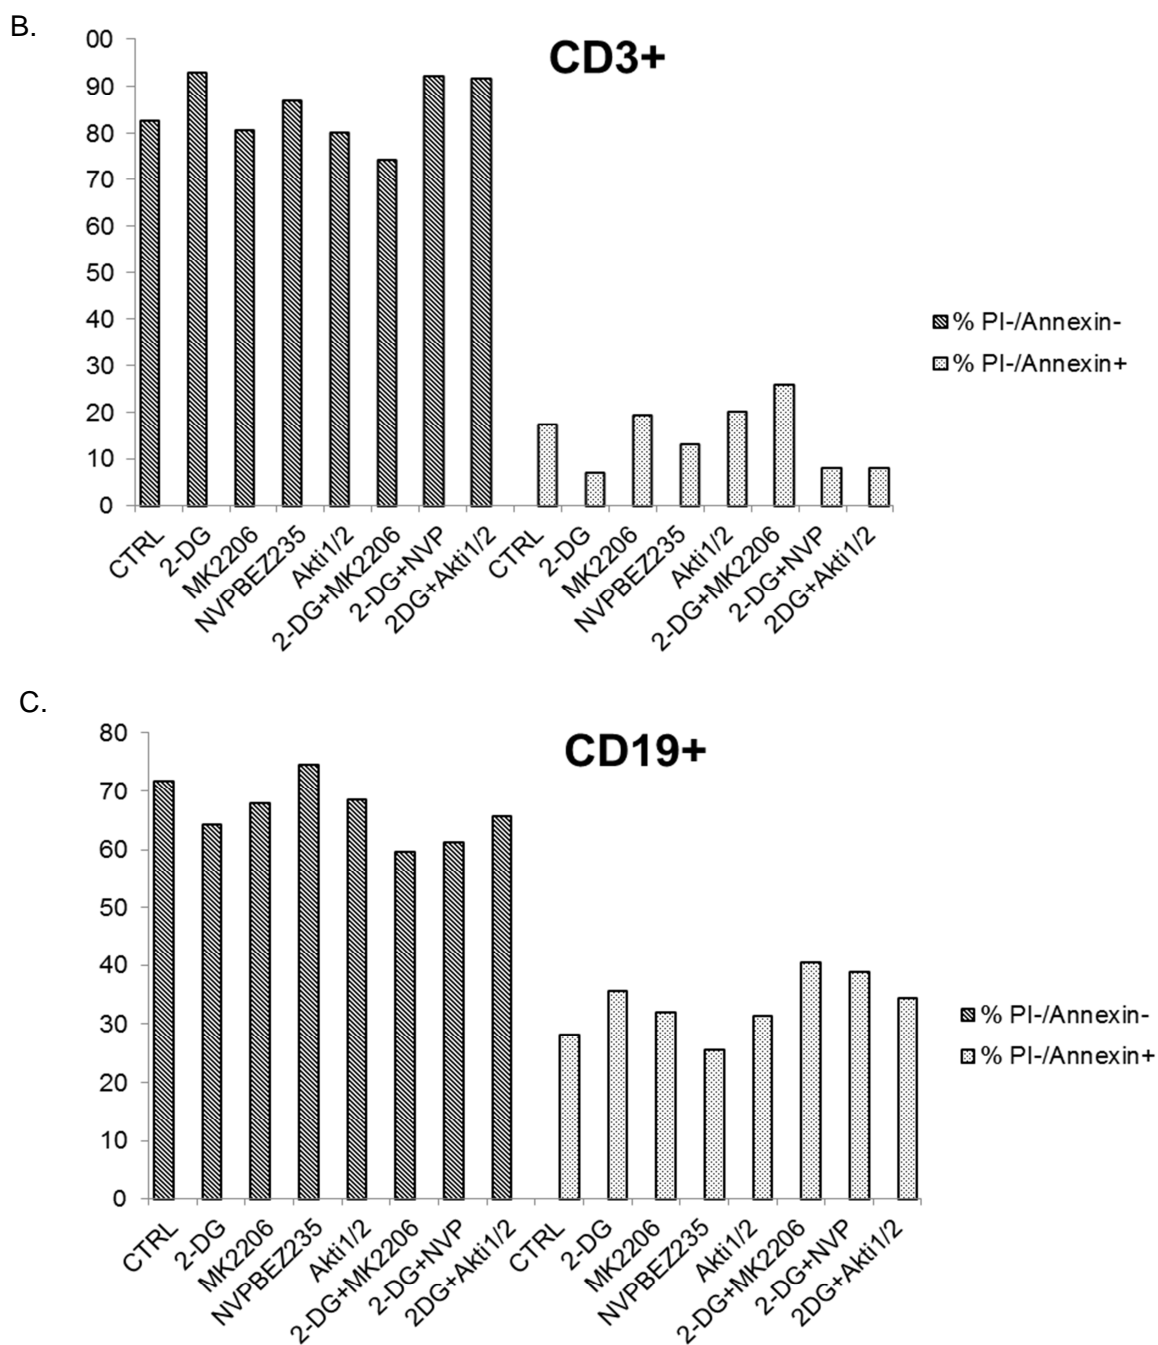 B.
CD3+
00
90
80
70
60
50
40
30
20
10
0
% PI-/Annexin-
% PI-/Annexin+
CTRL
2-DG
MK2206
NVPBEZ235
Akti1/2
2-DG+MK2206
2-DG+NVP
2DG+Akti1/2
CTRL
2-DG
MK2206
NVPBEZ235
Akti1/2
2-DG+MK2206
2-DG+NVP
2DG+Akti1/2
C.
CD19+
80
70
60
50
40
30
20
10
0
% PI-/Annexin-
% PI-/Annexin+
CTRL
2-DG
MK2206
NVPBEZ235
Akti1/2
2-DG+MK2206
2-DG+NVP
2DG+Akti1/2
CTRL
2-DG
MK2206
NVPBEZ235
Akti1/2
2-DG+MK2206
2-DG+NVP
2DG+Akti1/2